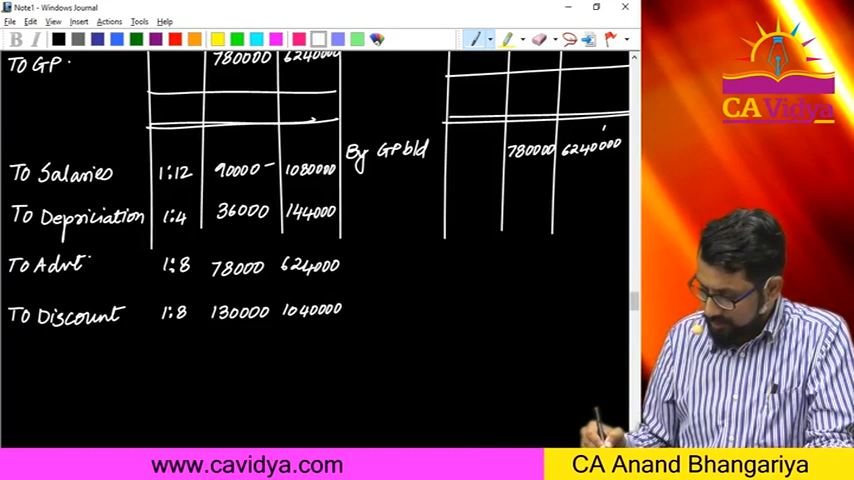 Note1 - Windows Journal
File Edit View Insert Actions Tools Help
B I
To GP. 780000 6240000
By GP b/d 780000 6240000
To Salaries 1:12 90000 1080000
To Depriciation 1:4 36000 144000
To Advt. 1:8 78000 624000
To Discount 1:8 130000 1040000
CA Vidya
www.cavidya.com
CA Anand Bhangariya